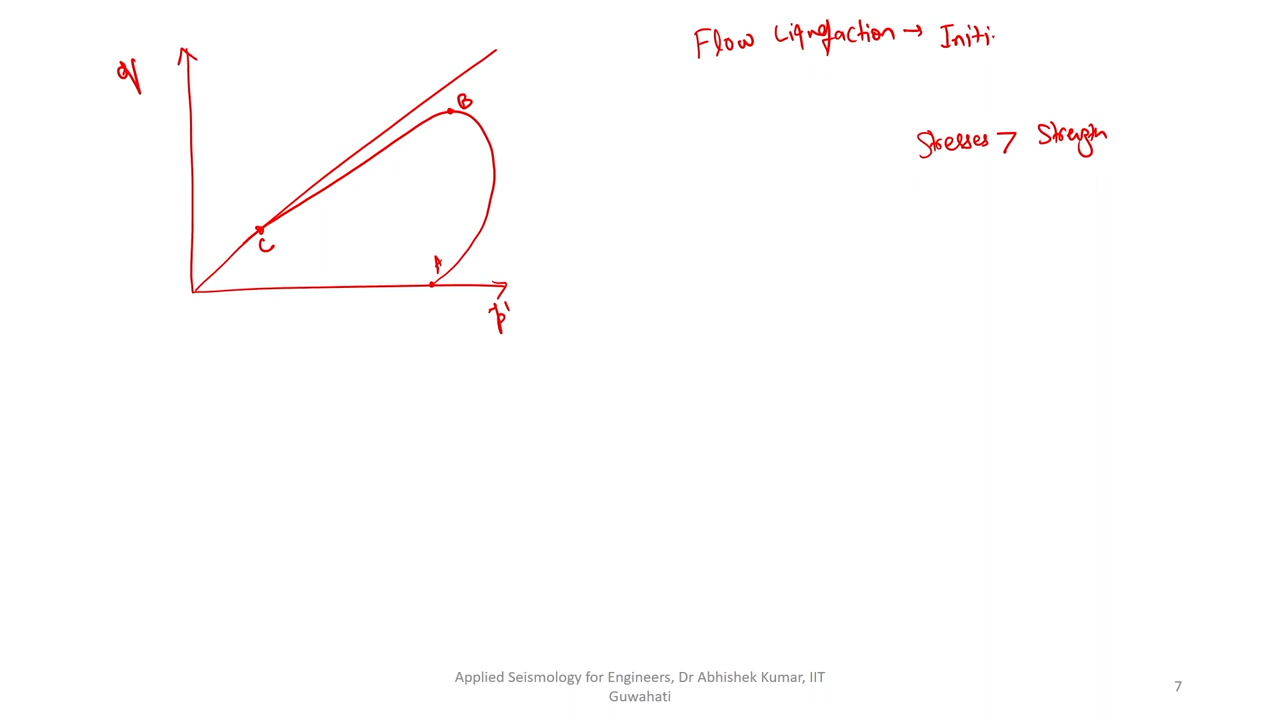 Flow Liquefaction → Initi
q
B
Stresses > Strength
C
A
p'
Applied Seismology for Engineers, Dr Abhishek Kumar, IIT
Guwahati
7